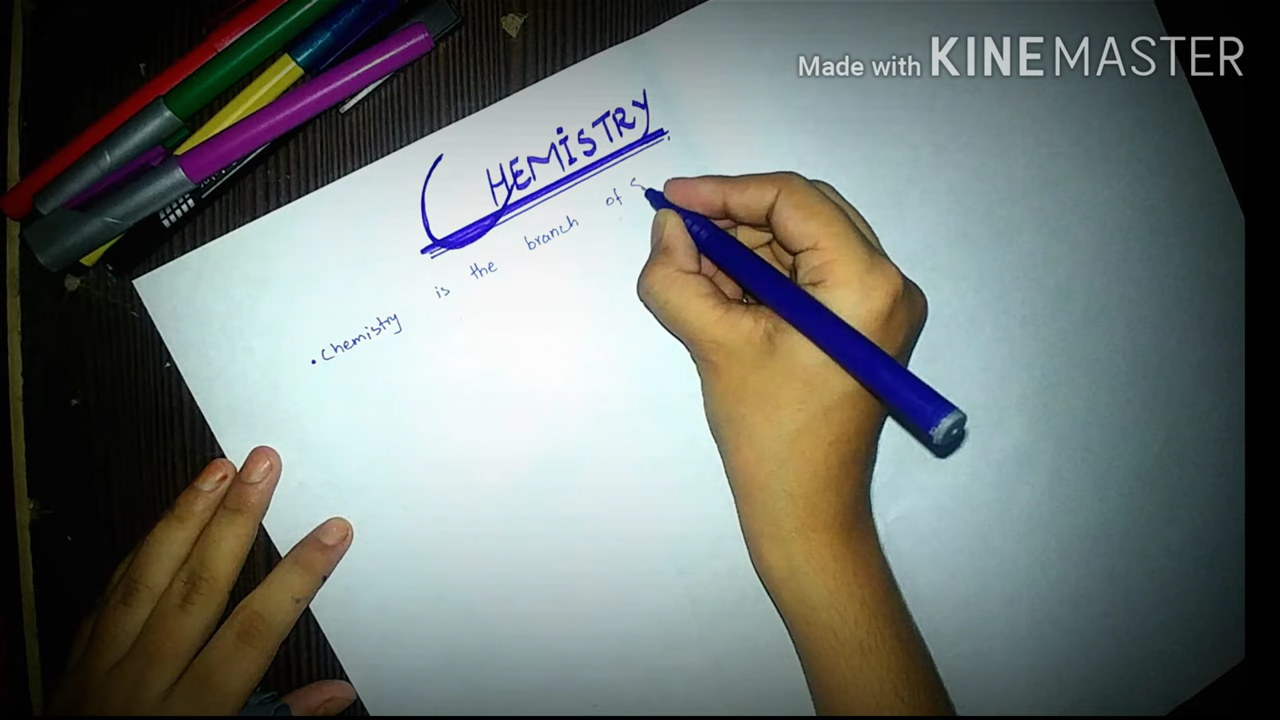 Made with KINEMASTER
CHEMISTRY
• Chemistry is the branch of